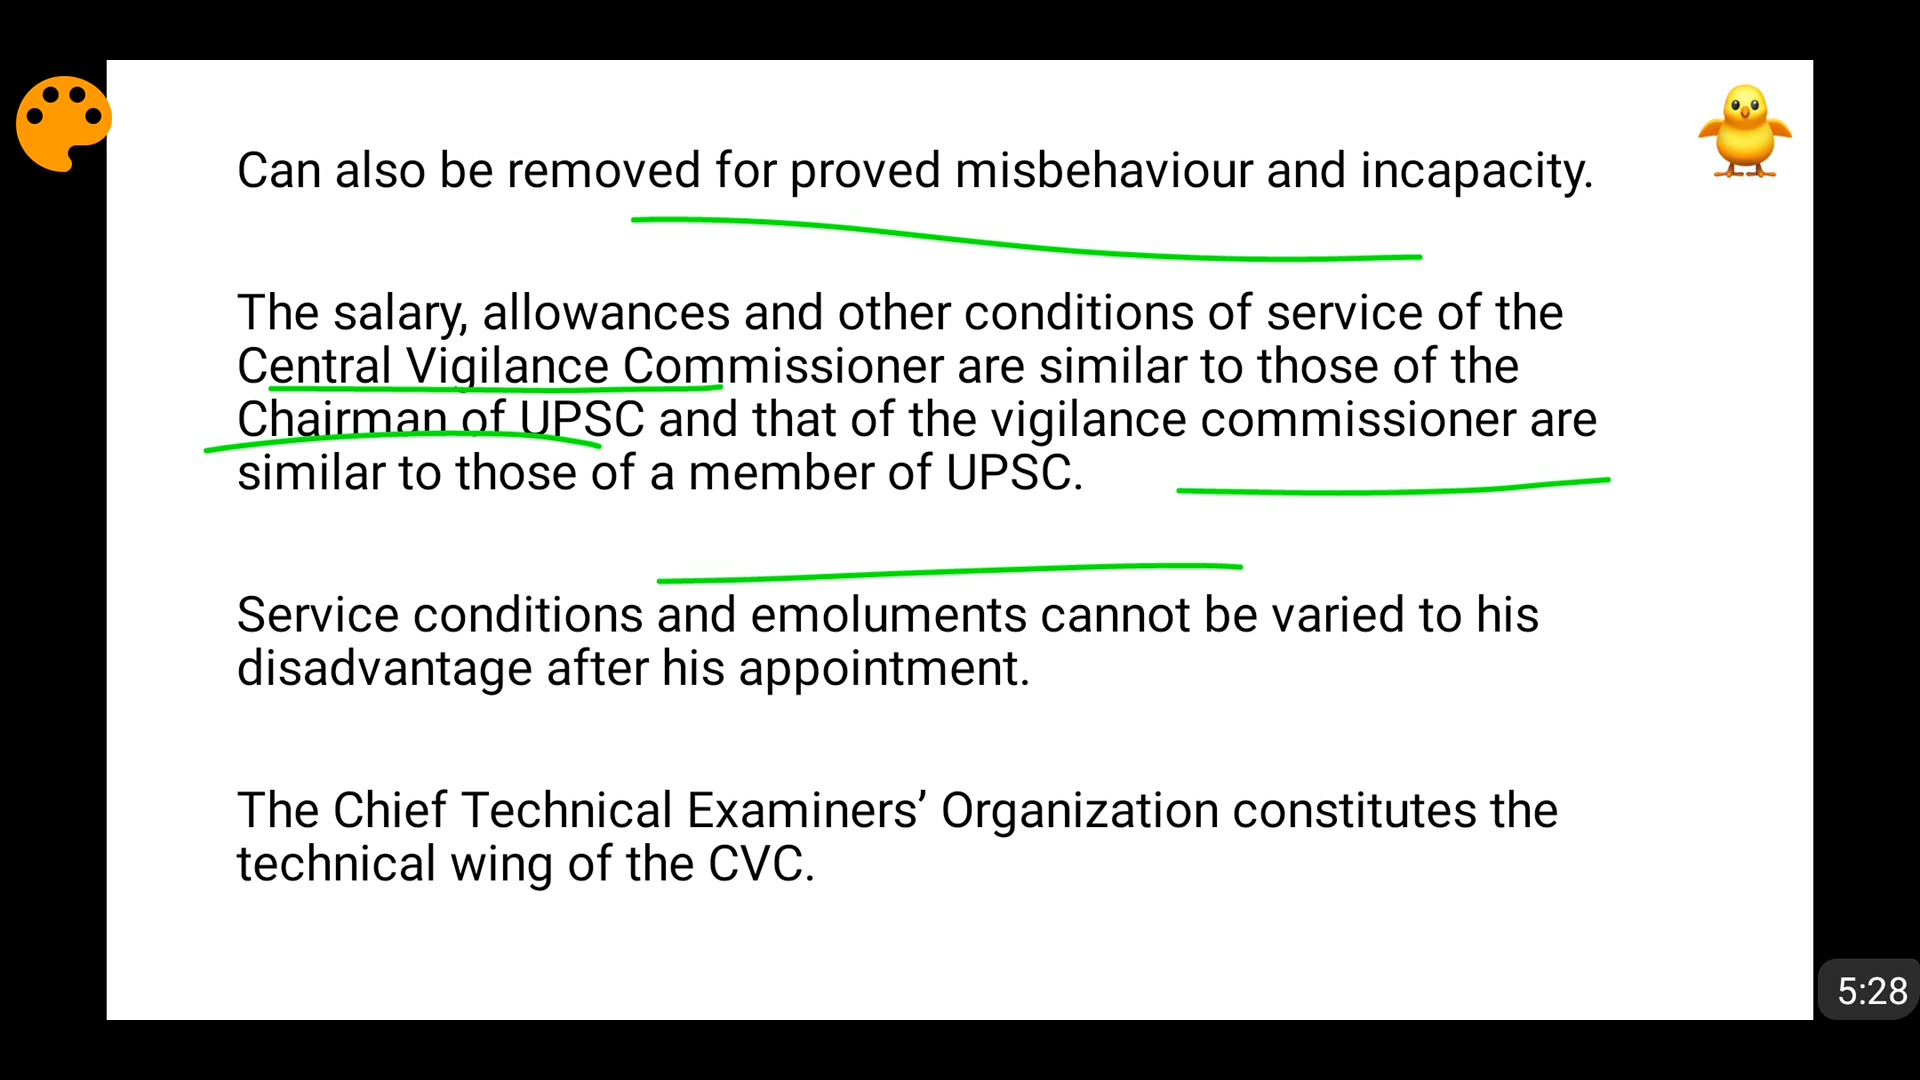 Can also be removed for proved misbehaviour and incapacity.
The salary, allowances and other conditions of service of the
Central Vigilance Commissioner are similar to those of the
Chairman of UPSC and that of the vigilance commissioner are
similar to those of a member of UPSC.
Service conditions and emoluments cannot be varied to his
disadvantage after his appointment.
The Chief Technical Examiners’ Organization constitutes the
technical wing of the CVC.
5:28